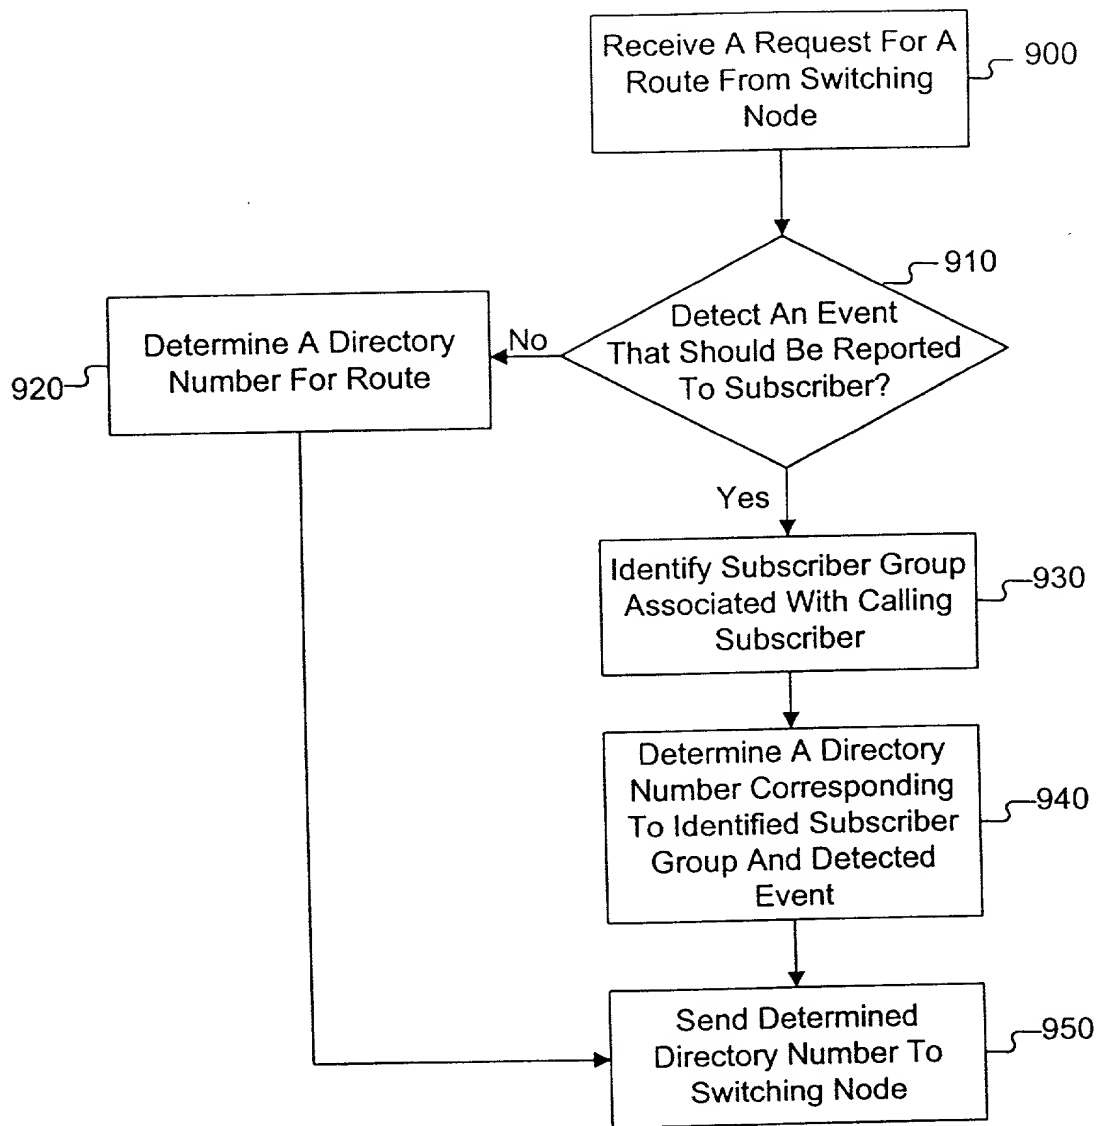 Receive A Request For A
Route From Switching
Node
900
910
Detect An Event
That Should Be Reported
To Subscriber?
No
Determine A Directory
Number For Route
920
Yes
Identify Subscriber Group
Associated With Calling
Subscriber
930
Determine A Directory
Number Corresponding
To Identified Subscriber
Group And Detected
Event
940
Send Determined
Directory Number To
Switching Node
950